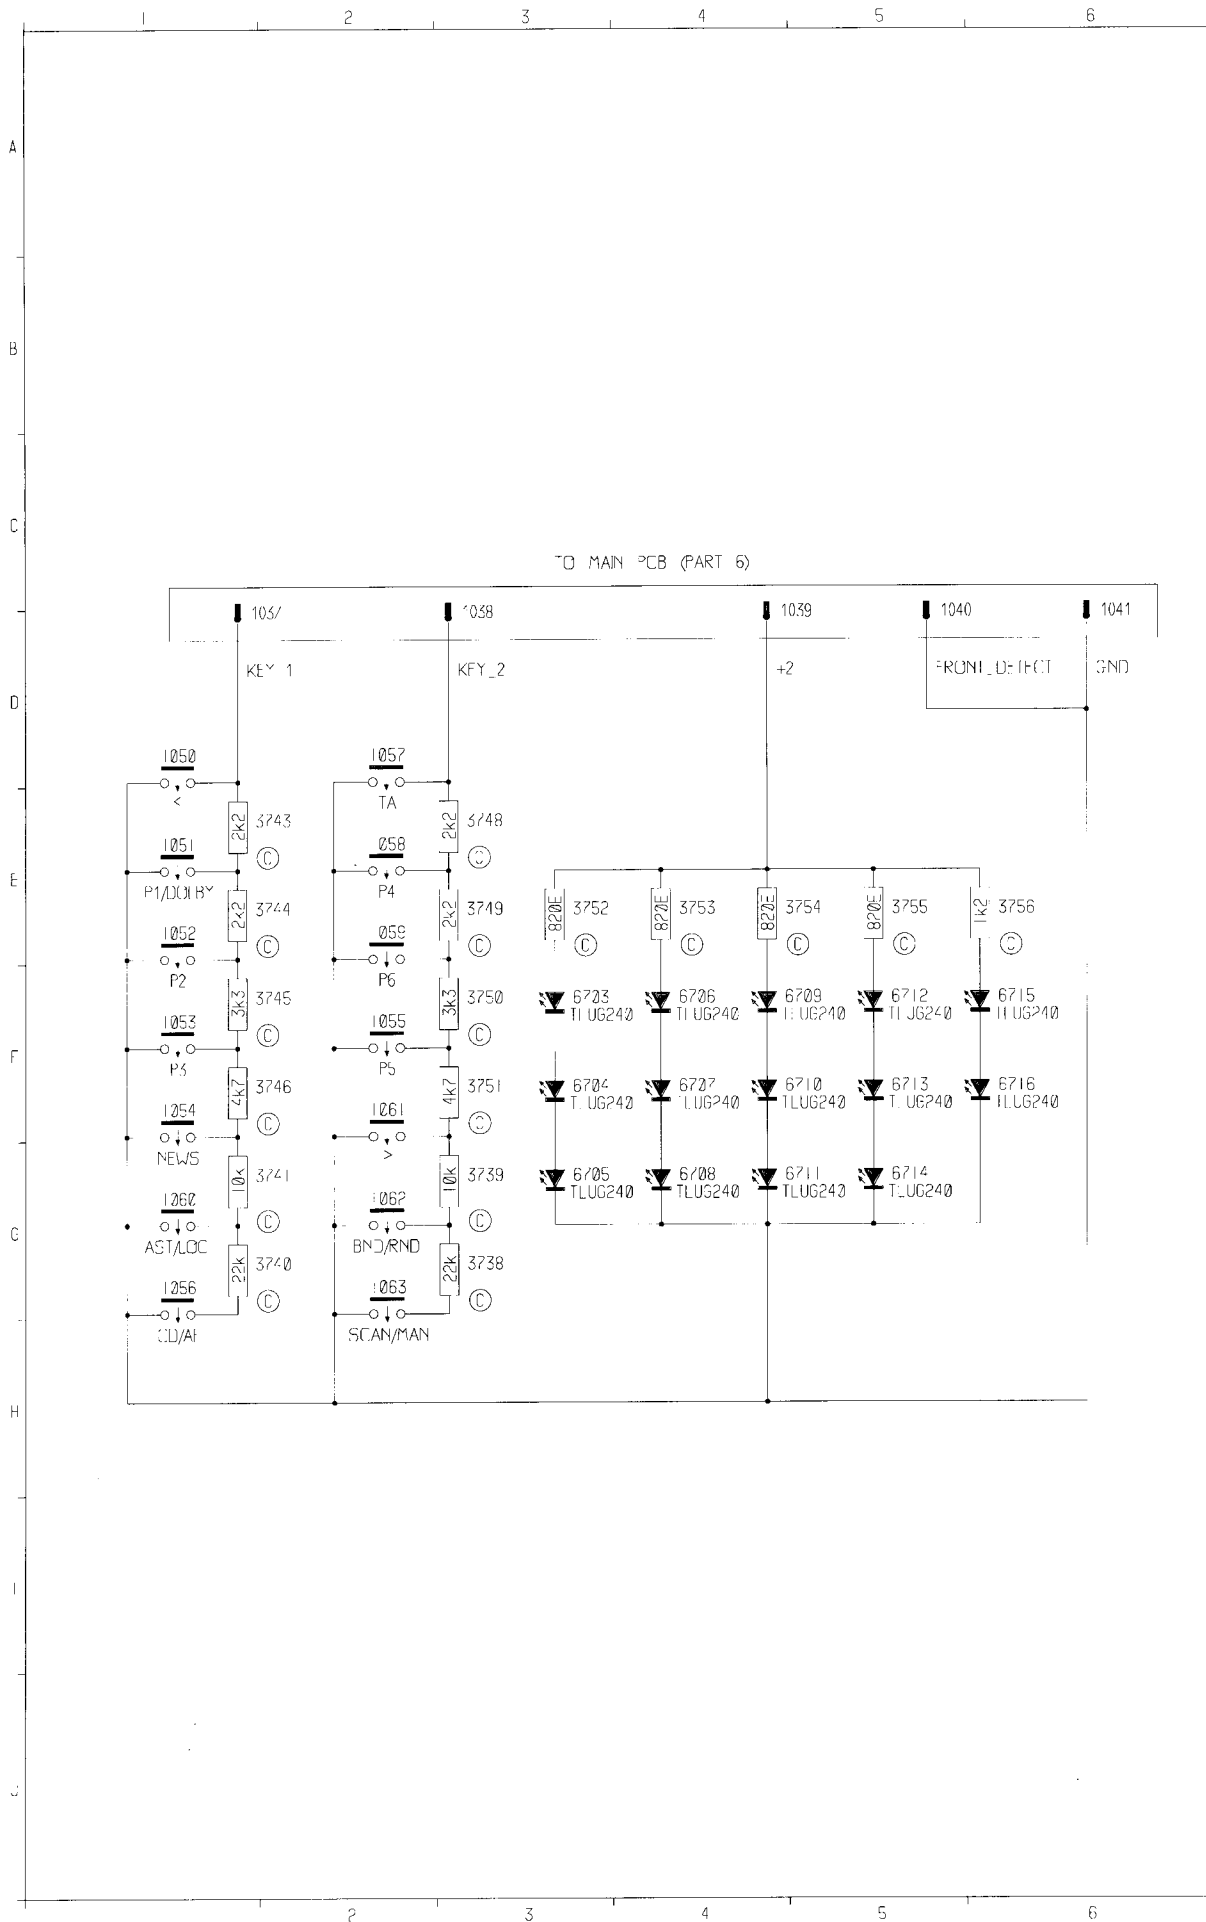 1 2 3 4 5 6
A
B
C
TO MAIN PCB (PART 6)
1037 1038 1039 1040 1041
KEY_1 KEY_2 +2 FRONT_DETECT GND
D
1050 1057
< TA
3743 2k2 3748 2k2
C C
1051 1058
E
P1/DOLBY P4
3744 2k2 3749 2k2 3752 820E 3753 820E 3754 820E 3755 820E 3756 1k2
C C C C C C C
1052 1059
P2 P6
3745 3k3 3750 3k3 6703 6706 6709 6712 6715
TLUG240 TLUG240 TLUG240 TLUG240 TLUG240
1053 1055 C C
F
P3 P5
3746 4k7 3751 4k7 6704 6707 6710 6713 6716
TLUG240 TLUG240 TLUG240 TLUG240 TLUG240
1054 1061 C C
NEWS >
3741 10k 3739 10k 6705 6708 6711 6714
TLUG240 TLUG240 TLUG240 TLUG240
1060 1062 C C
G
AST/LOC BND/RND
3740 22k 3738 22k
1056 1063 C C
CD/AF SCAN/MAN
H
I
J
2 3 4 5 6